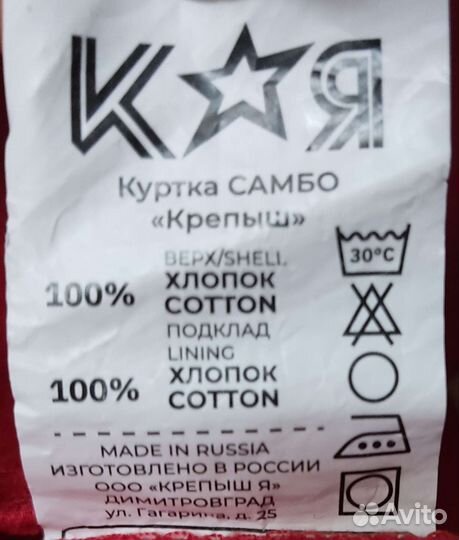 К☆Я
Куртка САМБО
«Крепыш»
ВЕРХ/SHELL
100% ХЛОПОК
COTTON
ПОДКЛАД
LINING
100% ХЛОПОК
COTTON
30°C
MADE IN RUSSIA
ИЗГОТОВЛЕНО В РОССИИ
ООО «КРЕПЫШ Я»
ДИМИТРОВГРАД
ул. Гагарина, д. 25
Avito